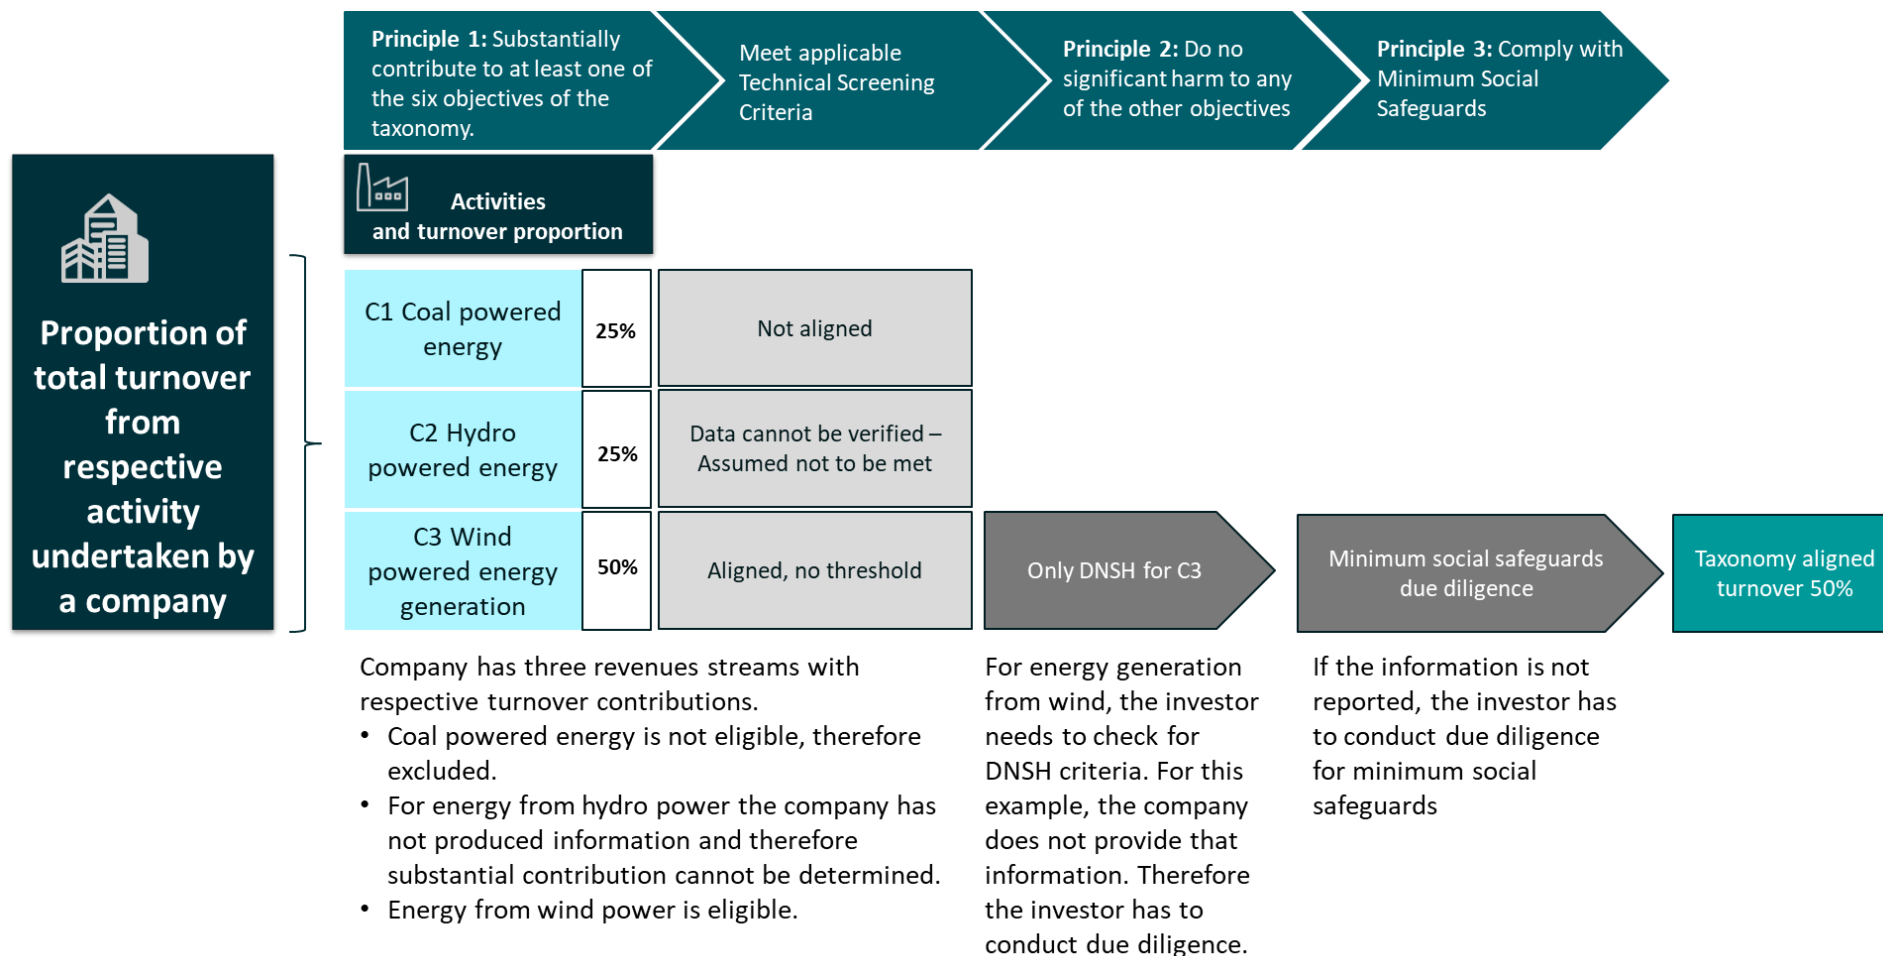 Principle 1: Substantially
contribute to at least one of
the six objectives of the
taxonomy.
Meet applicable
Technical Screening
Criteria
Principle 2: Do no
significant harm to any
of the other objectives
Principle 3: Comply with
Minimum Social
Safeguards
Proportion of
total turnover
from
respective
activity
undertaken by
a company
Activities
and turnover proportion
C1 Coal powered
energy
25%
Not aligned
C2 Hydro
powered energy
25%
Data cannot be verified –
Assumed not to be met
C3 Wind
powered energy
generation
50%
Aligned, no threshold
Only DNSH for C3
Minimum social safeguards
due diligence
Taxonomy aligned
turnover 50%
Company has three revenues streams with
respective turnover contributions.
• Coal powered energy is not eligible, therefore
excluded.
• For energy from hydro power the company has
not produced information and therefore
substantial contribution cannot be determined.
• Energy from wind power is eligible.
For energy generation
from wind, the investor
needs to check for
DNSH criteria. For this
example, the company
does not provide that
information. Therefore
the investor has to
conduct due diligence.
If the information is not
reported, the investor has
to conduct due diligence
for minimum social
safeguards